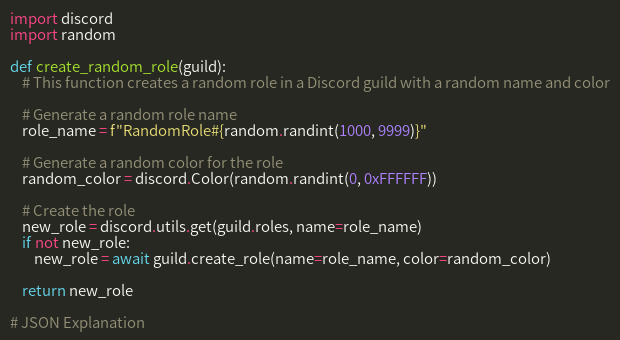 import discord
import random
def create_random_role(guild):
# This function creates a random role in a Discord guild with a random name and color
# Generate a random role name
role_name = f"RandomRole#{random.randint(1000, 9999)}"
# Generate a random color for the role
random_color = discord.Color(random.randint(0, 0xFFFFFF))
# Create the role
new_role = discord.utils.get(guild.roles, name=role_name)
if not new_role:
new_role = await guild.create_role(name=role_name, color=random_color)
return new_role
# JSON Explanation